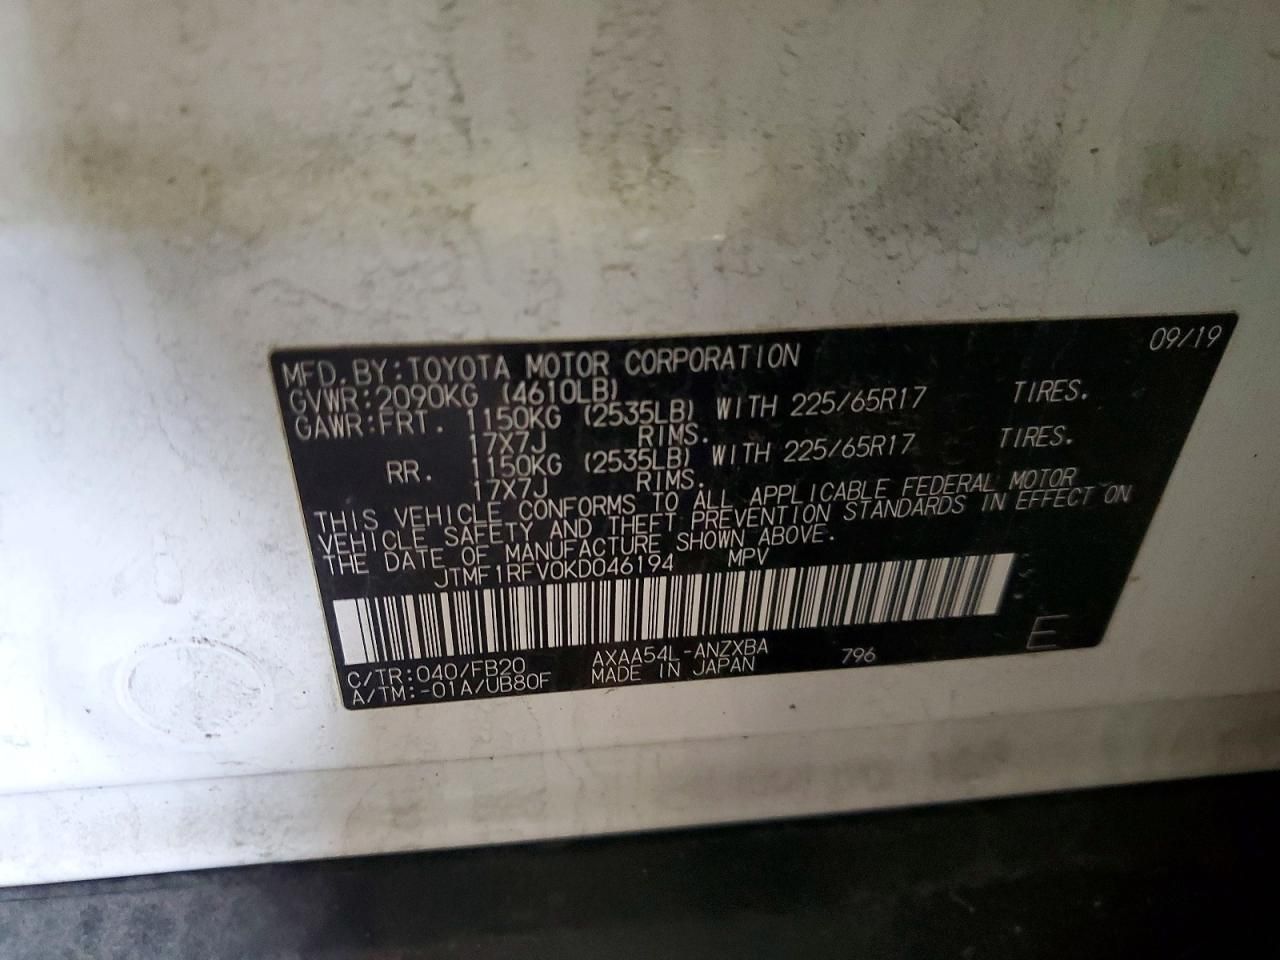 09/19
MFD. BY: TOYOTA MOTOR CORPORATION
GVWR: 2090KG (4610LB)
GAWR: FRT. 1150KG (2535LB) WITH 225/65R17 TIRES.
17X7J RIMS.
RR. 1150KG (2535LB) WITH 225/65R17 TIRES.
17X7J RIMS.
THIS VEHICLE CONFORMS TO ALL APPLICABLE FEDERAL MOTOR
VEHICLE SAFETY AND THEFT PREVENTION STANDARDS IN EFFECT ON
THE DATE OF MANUFACTURE SHOWN ABOVE.
JTMF1RFV0KD046194 MPV
C/TR: 040/FB20 AXAA54L-ANZXBA 796 E
A/TM: -01A/UB80F MADE IN JAPAN